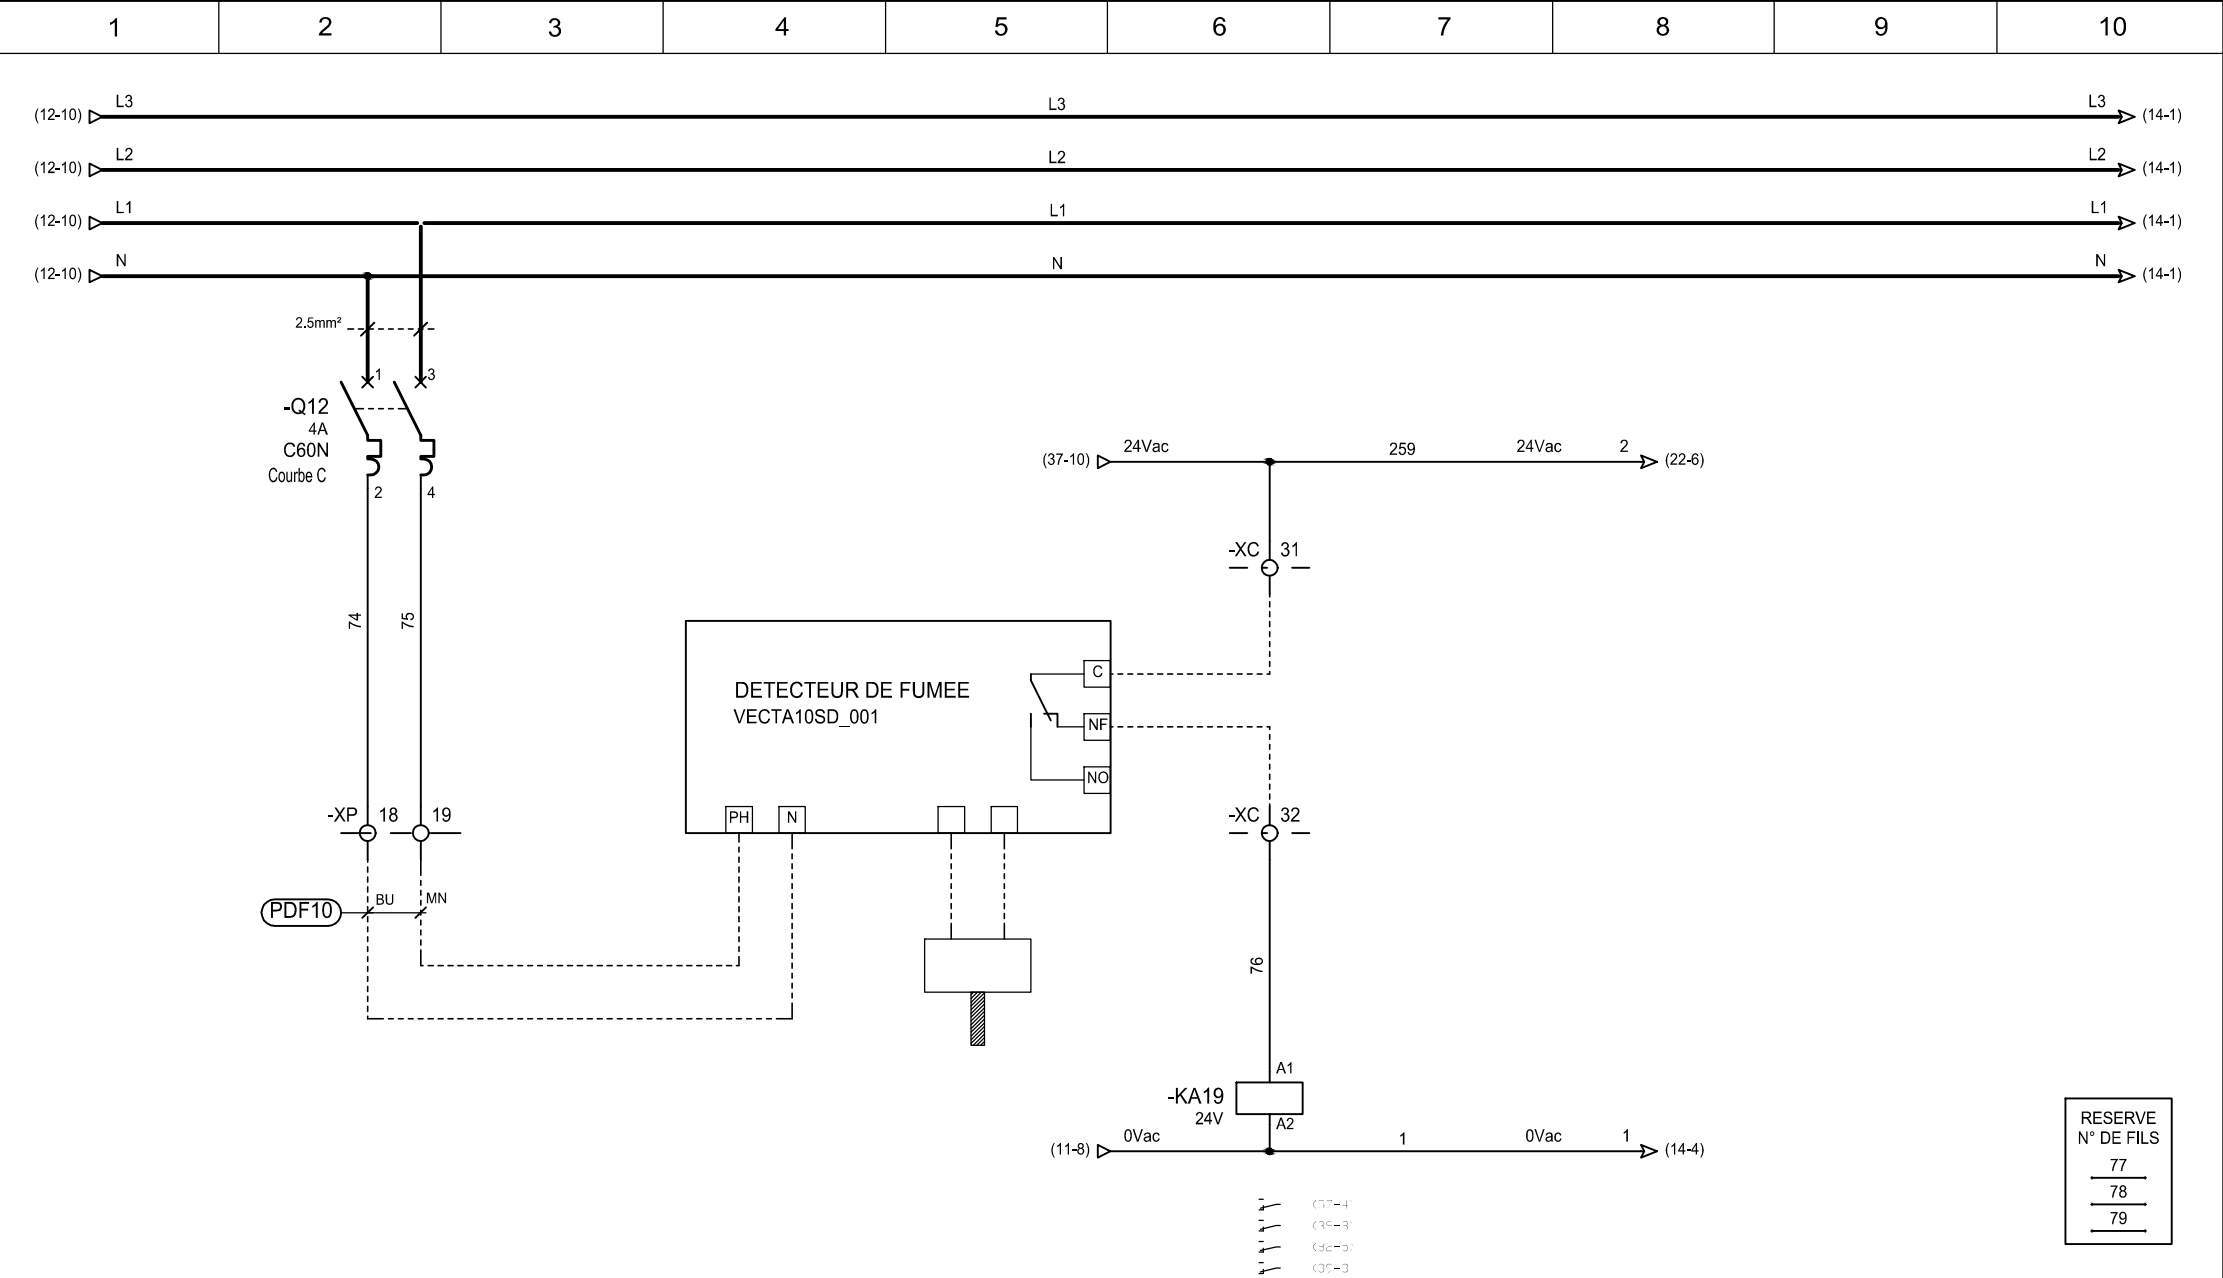 1 2 3 4 5 6 7 8 9 10
(12-10) L3 L3 L3 (14-1)
(12-10) L2 L2 L2 (14-1)
(12-10) L1 L1 L1 (14-1)
(12-10) N N N (14-1)
2.5mm²
1 3
-Q12
4A
C60N
Courbe C
2 4
(37-10) 24Vac 259 24Vac 2 (22-6)
-XC 31
74 75
DETECTEUR DE FUMEE
VECTA10SD_001
C
NF
NO
PH N
-XP 18 19
-XC 32
PDF10 BU MN
76
A1
-KA19
24V
A2
(11-8) 0Vac 1 0Vac 1 (14-4)
RESERVE
N° DE FILS
77
78
79